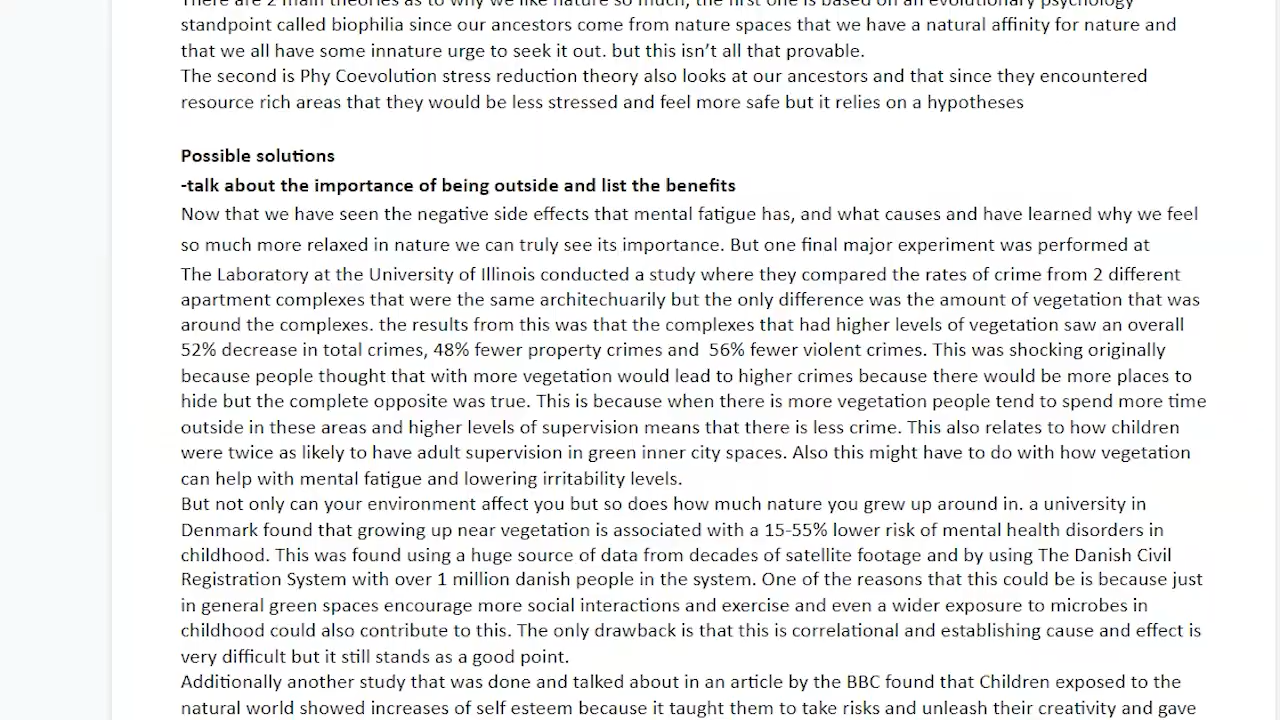 There are 2 main theories as to why we like nature so much, the first one is based on an evolutionary psychology
standpoint called biophilia since our ancestors come from nature spaces that we have a natural affinity for nature and
that we all have some innature urge to seek it out. but this isn’t all that provable.
The second is Phy Coevolution stress reduction theory also looks at our ancestors and that since they encountered
resource rich areas that they would be less stressed and feel more safe but it relies on a hypotheses
Possible solutions
-talk about the importance of being outside and list the benefits
Now that we have seen the negative side effects that mental fatigue has, and what causes and have learned why we feel
so much more relaxed in nature we can truly see its importance. But one final major experiment was performed at
The Laboratory at the University of Illinois conducted a study where they compared the rates of crime from 2 different
apartment complexes that were the same architechuarily but the only difference was the amount of vegetation that was
around the complexes. the results from this was that the complexes that had higher levels of vegetation saw an overall
52% decrease in total crimes, 48% fewer property crimes and  56% fewer violent crimes. This was shocking originally
because people thought that with more vegetation would lead to higher crimes because there would be more places to
hide but the complete opposite was true. This is because when there is more vegetation people tend to spend more time
outside in these areas and higher levels of supervision means that there is less crime. This also relates to how children
were twice as likely to have adult supervision in green inner city spaces. Also this might have to do with how vegetation
can help with mental fatigue and lowering irritability levels.
But not only can your environment affect you but so does how much nature you grew up around in. a university in
Denmark found that growing up near vegetation is associated with a 15-55% lower risk of mental health disorders in
childhood. This was found using a huge source of data from decades of satellite footage and by using The Danish Civil
Registration System with over 1 million danish people in the system. One of the reasons that this could be is because just
in general green spaces encourage more social interactions and exercise and even a wider exposure to microbes in
childhood could also contribute to this. The only drawback is that this is correlational and establishing cause and effect is
very difficult but it still stands as a good point.
Additionally another study that was done and talked about in an article by the BBC found that Children exposed to the
natural world showed increases of self esteem because it taught them to take risks and unleash their creativity and gave